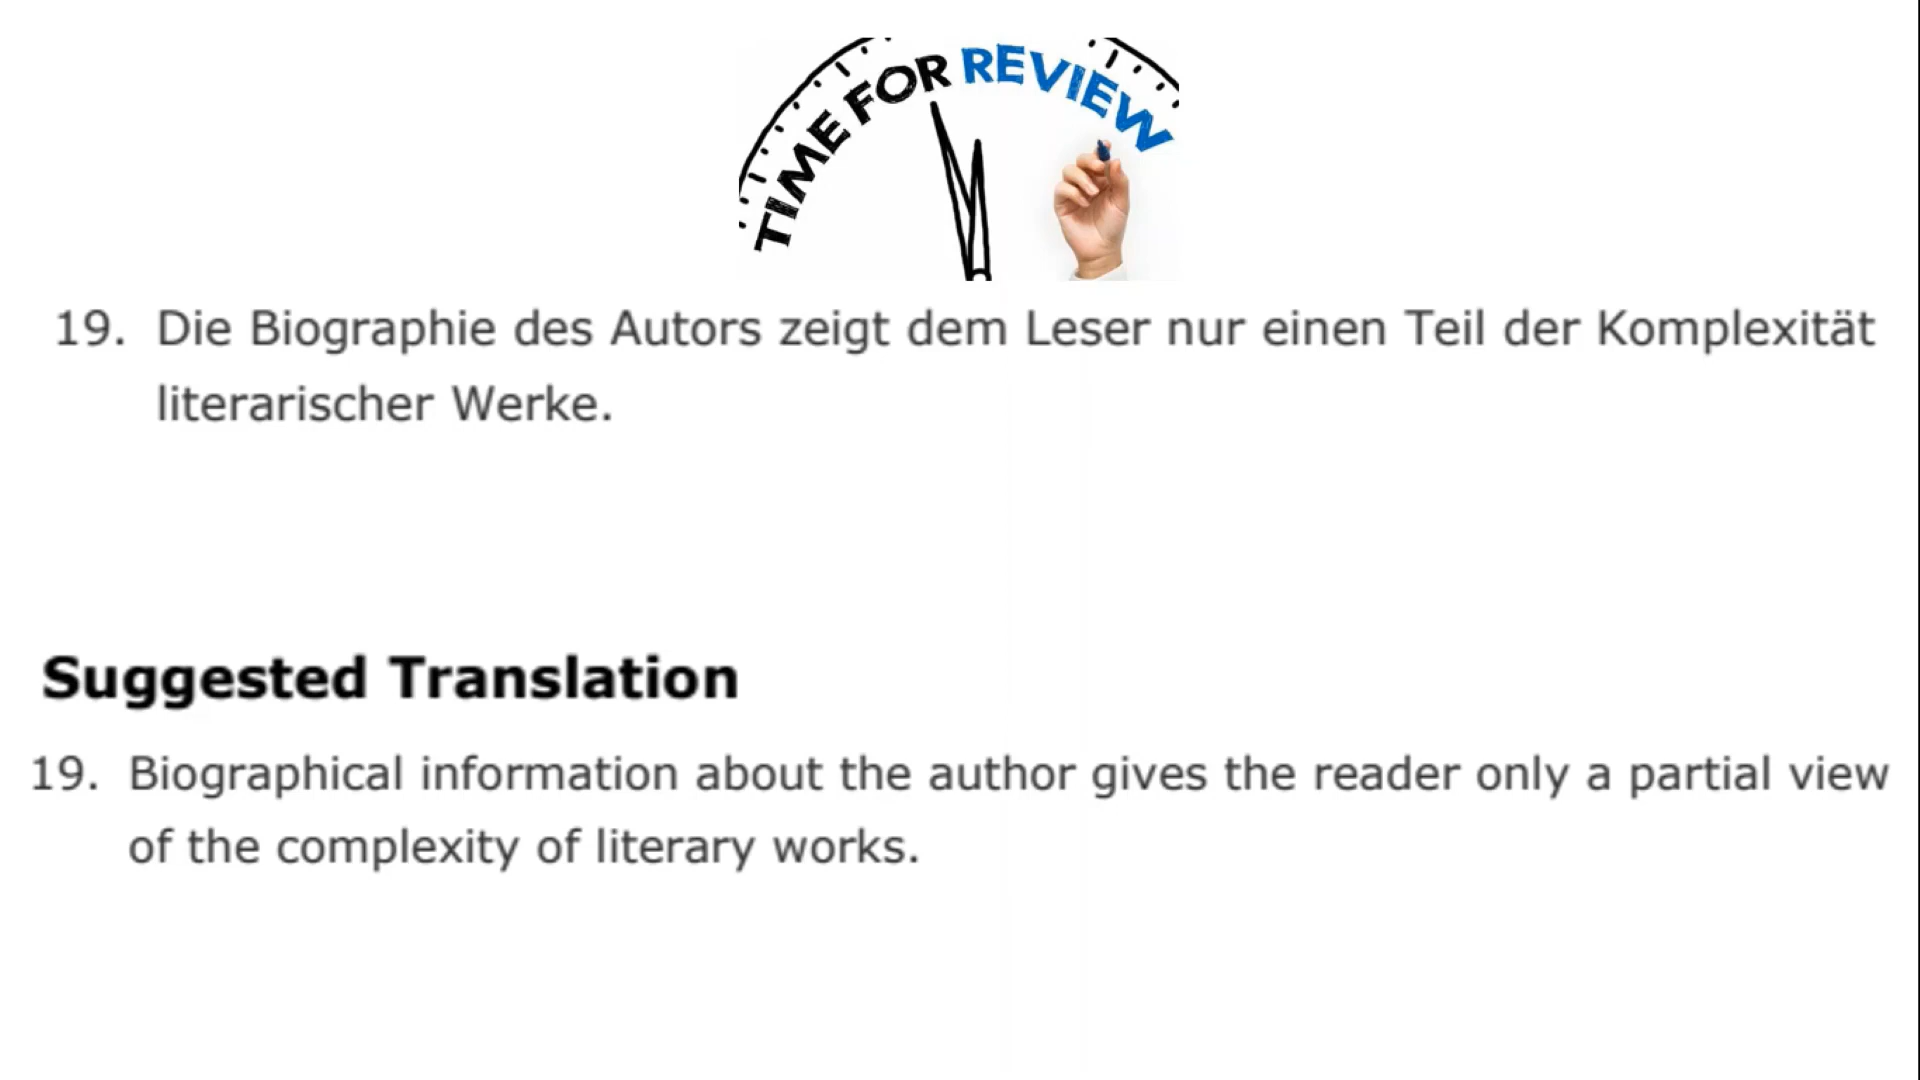 TIME FOR REVIEW
19. Die Biographie des Autors zeigt dem Leser nur einen Teil der Komplexität
literarischer Werke.
Suggested Translation
19. Biographical information about the author gives the reader only a partial view
of the complexity of literary works.